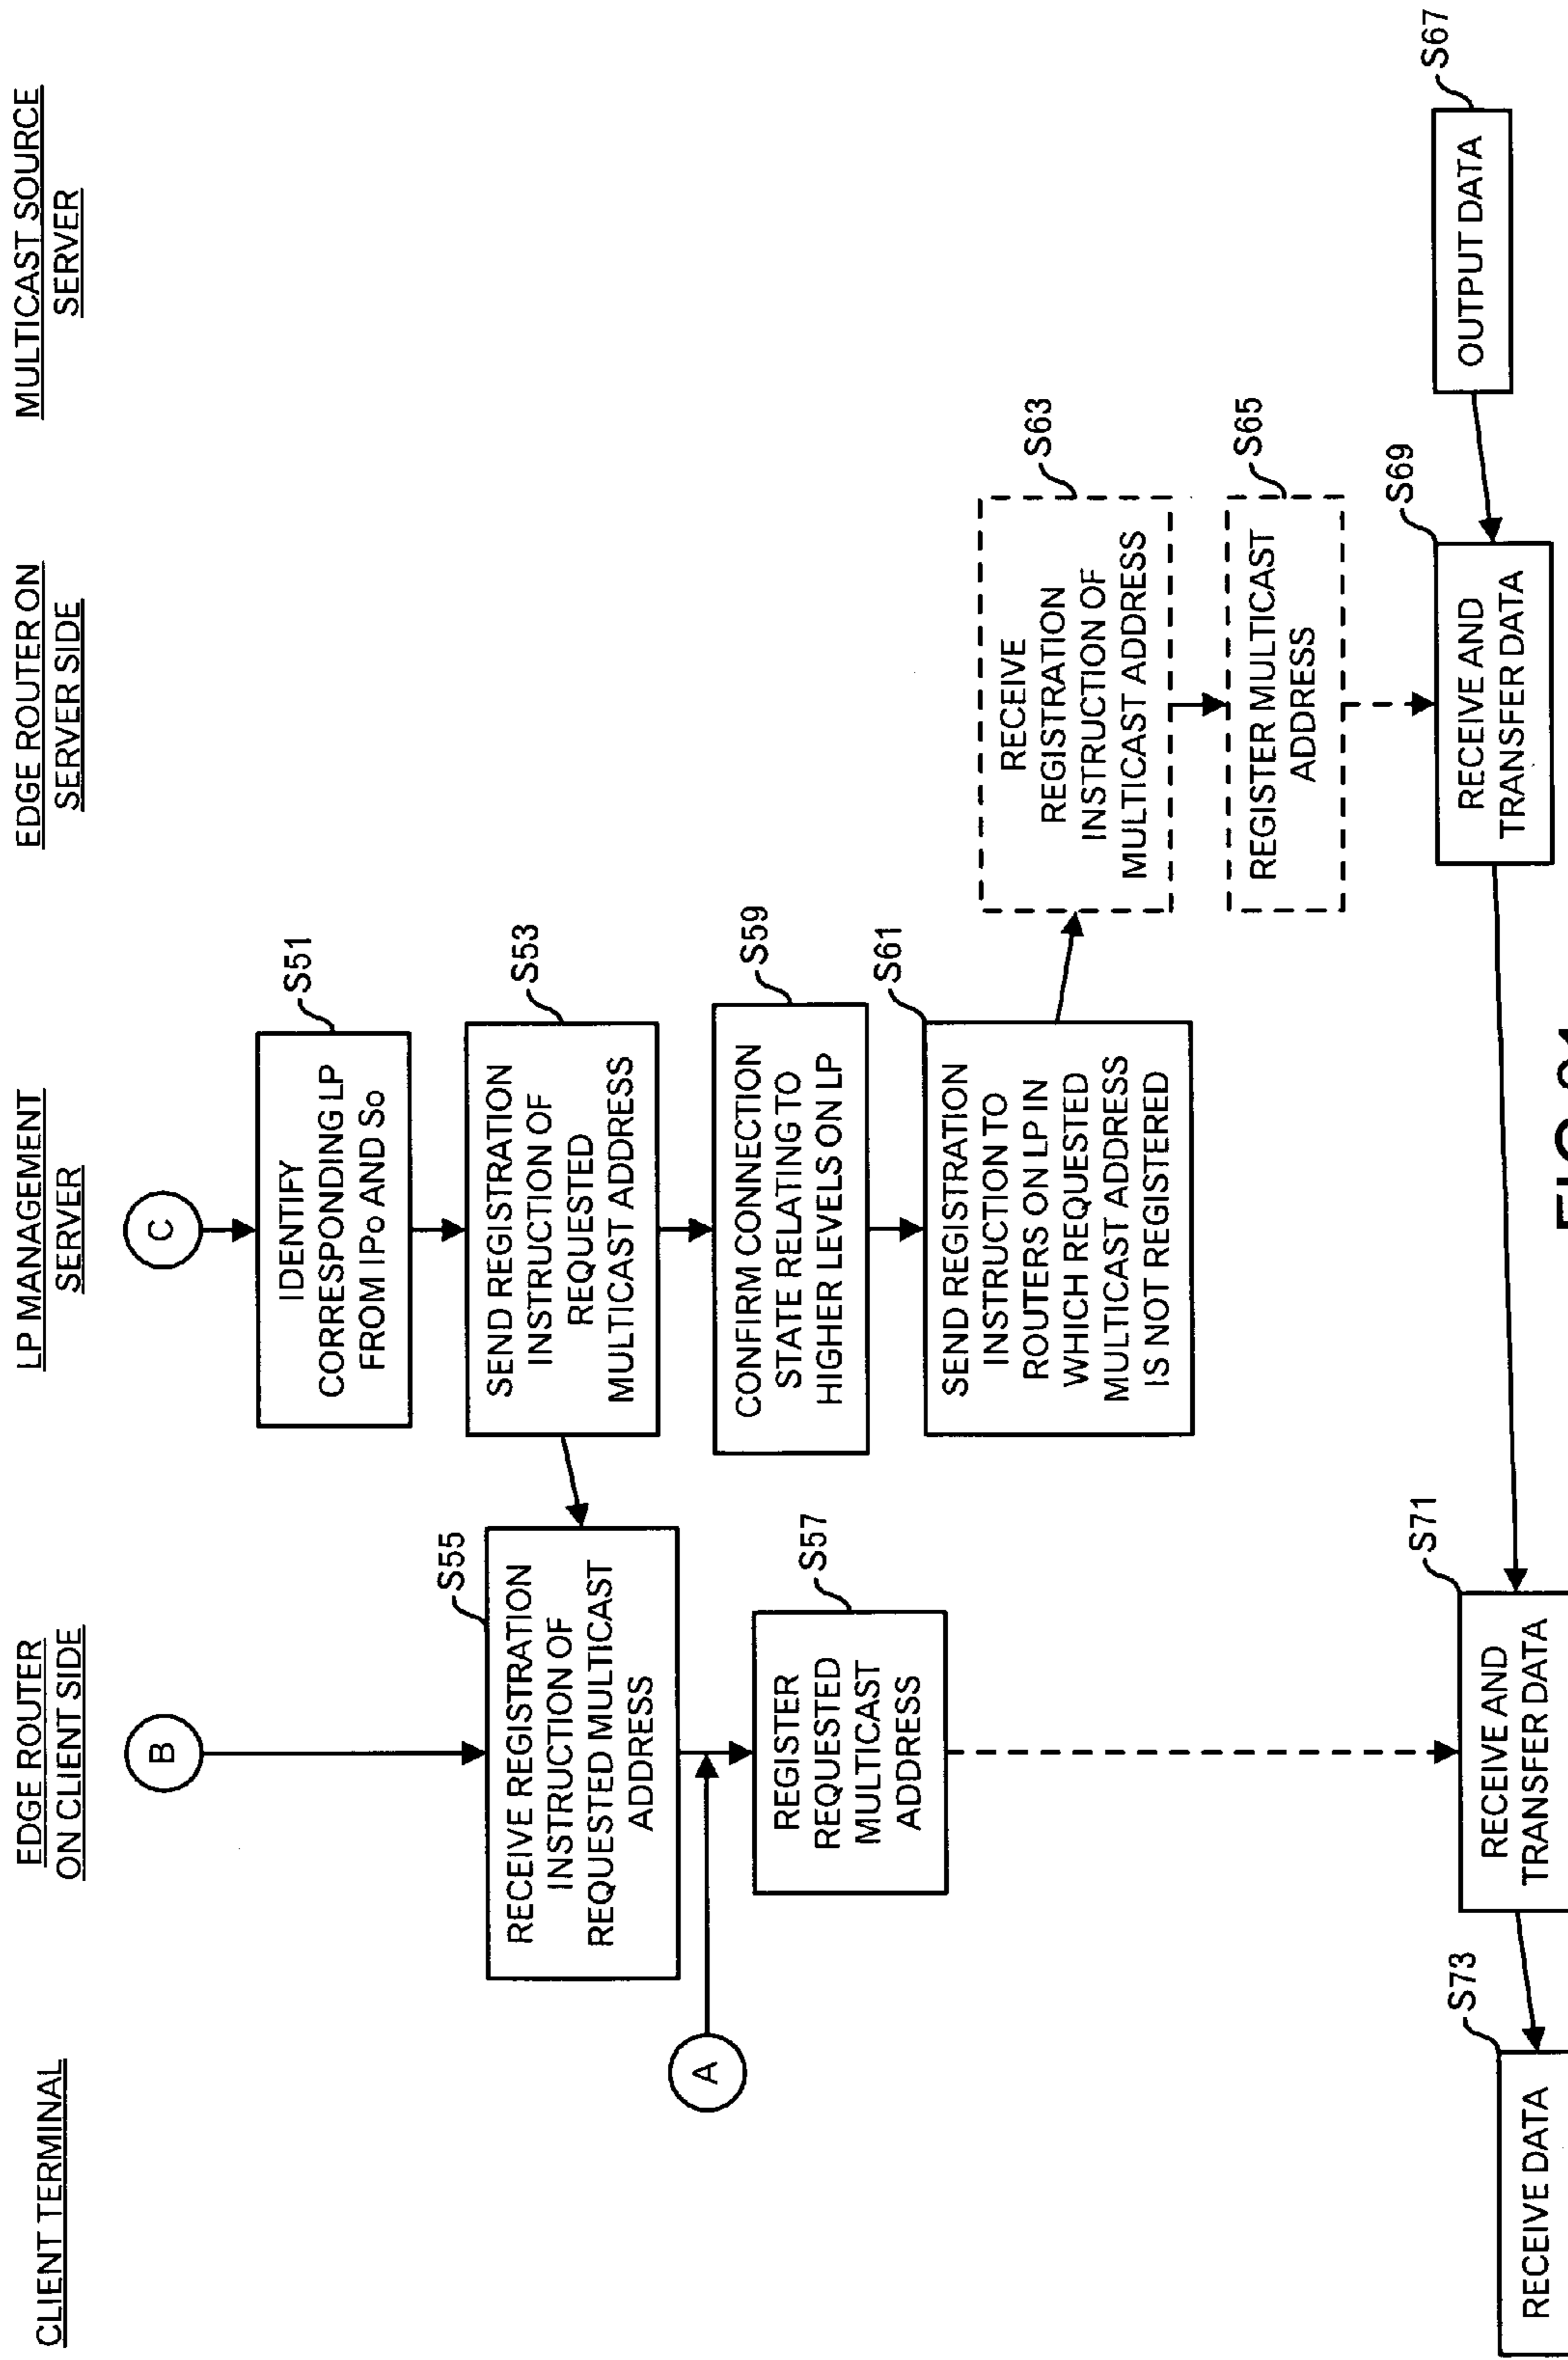 CLIENT TERMINAL
EDGE ROUTER
ON CLIENT SIDE
LP MANAGEMENT
SERVER
EDGE ROUTER ON
SERVER SIDE
MULTICAST SOURCE
SERVER
B
C
S51
IDENTIFY
CORRESPONDING LP
FROM IPo AND So
S53
SEND REGISTRATION
INSTRUCTION OF
REQUESTED
MULTICAST ADDRESS
S55
RECEIVE REGISTRATION
INSTRUCTION OF
REQUESTED MULTICAST
ADDRESS
A
S57
REGISTER
REQUESTED
MULTICAST
ADDRESS
S59
CONFIRM CONNECTION
STATE RELATING TO
HIGHER LEVELS ON LP
S61
SEND REGISTRATION
INSTRUCTION TO
ROUTERS ON LP IN
WHICH REQUESTED
MULTICAST ADDRESS
IS NOT REGISTERED
S63
RECEIVE
REGISTRATION
INSTRUCTION OF
MULTICAST ADDRESS
S65
REGISTER MULTICAST
ADDRESS
S67
OUTPUT DATA
S69
RECEIVE AND
TRANSFER DATA
S71
RECEIVE AND
TRANSFER DATA
S73
RECEIVE DATA